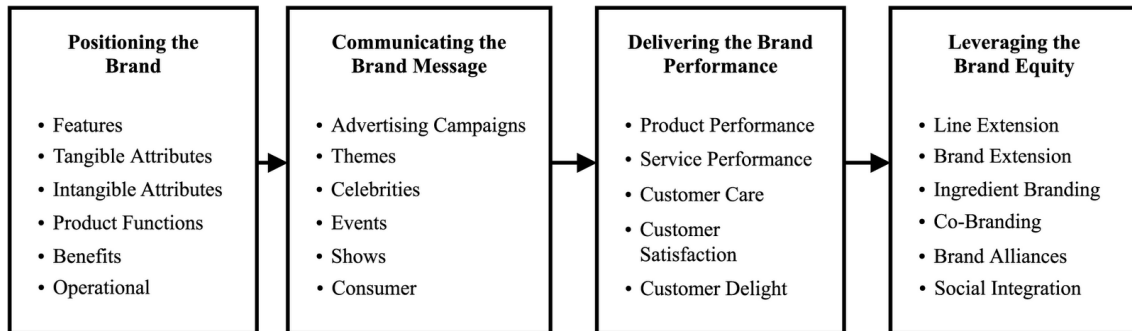 Positioning the
Brand
• Features
• Tangible Attributes
• Intangible Attributes
• Product Functions
• Benefits
• Operational
Communicating the
Brand Message
• Advertising Campaigns
• Themes
• Celebrities
• Events
• Shows
• Consumer
Delivering the Brand
Performance
• Product Performance
• Service Performance
• Customer Care
• Customer
Satisfaction
• Customer Delight
Leveraging the
Brand Equity
• Line Extension
• Brand Extension
• Ingredient Branding
• Co-Branding
• Brand Alliances
• Social Integration